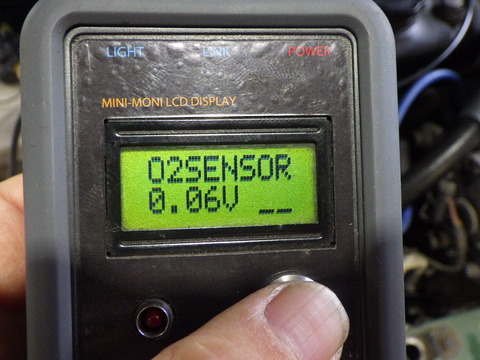 LIGHT LINK POWER
MINI-MONI LCD DISPLAY
O2SENSOR
0.06V __